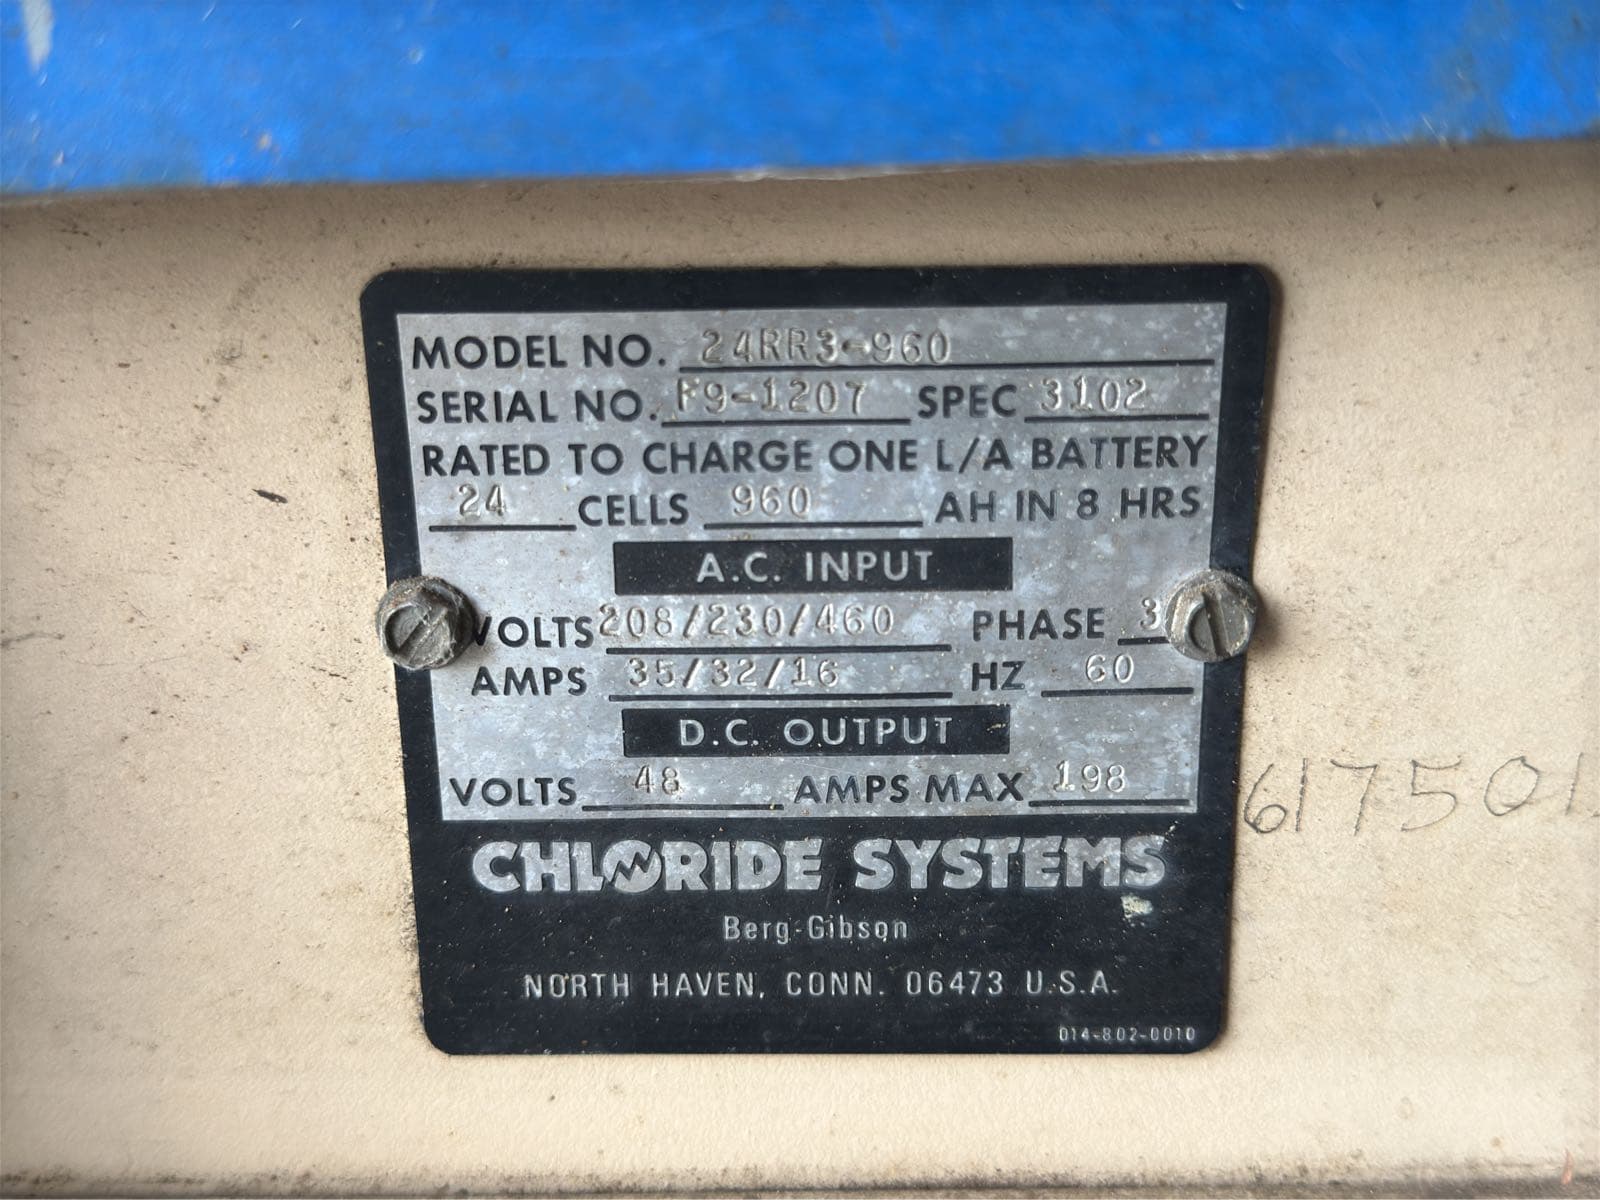 MODEL NO. 24RR3-960
SERIAL NO. F9-1207 SPEC 3102
RATED TO CHARGE ONE L/A BATTERY
24 CELLS 960 AH IN 8 HRS
A.C. INPUT
VOLTS 208/230/460 PHASE 3
AMPS 35/32/16 HZ 60
D.C. OUTPUT
VOLTS 48 AMPS MAX 198
CHLORIDE SYSTEMS
Berg-Gibson
NORTH HAVEN, CONN. 06473 U.S.A.
014-802-0010